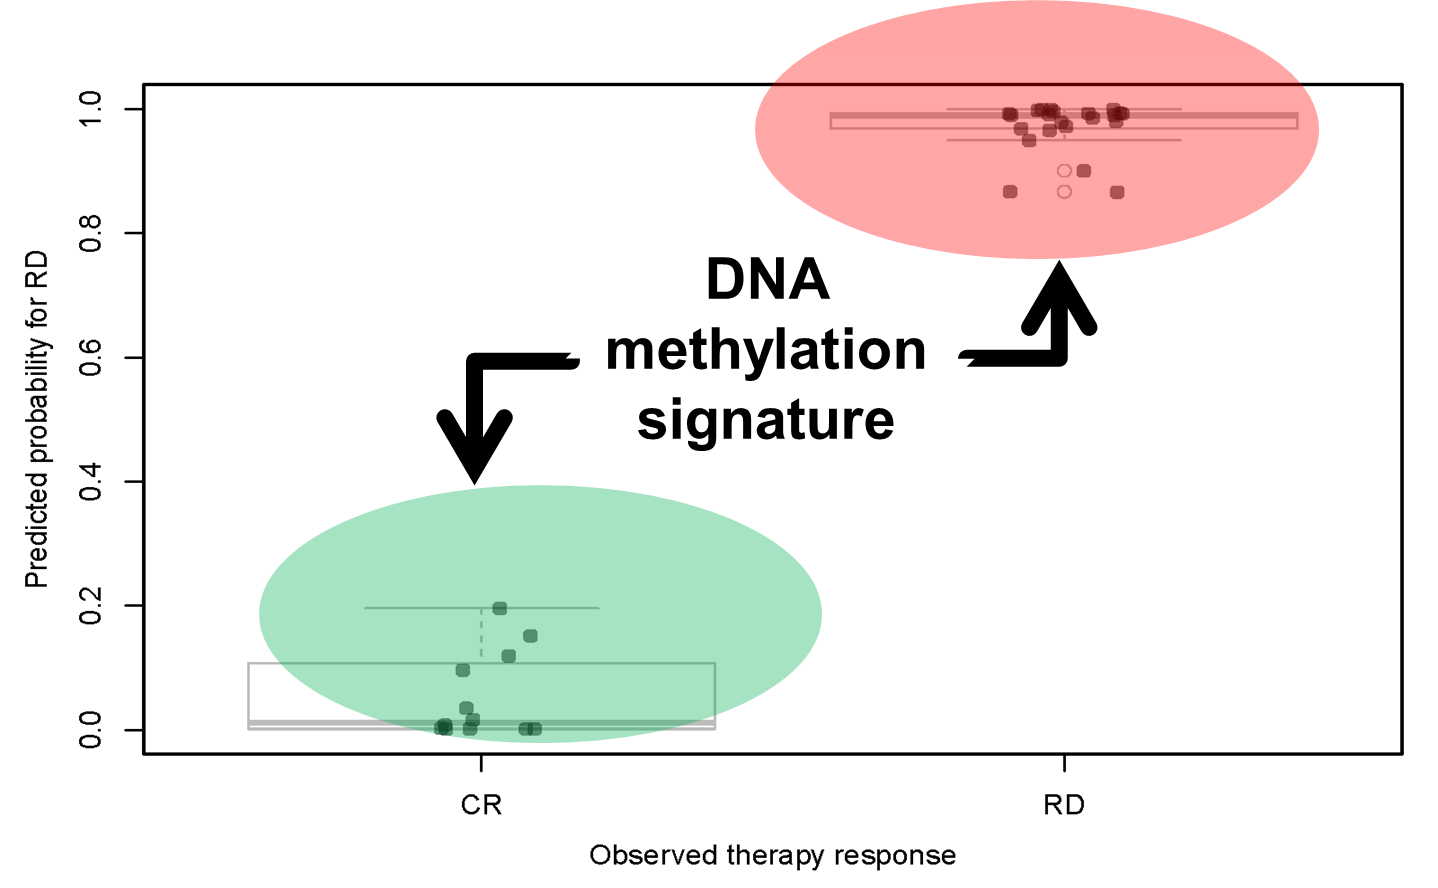 1.0
0.8
0.6
0.4
0.2
0.0
Predicted probability for RD
DNA
methylation
signature
CR
RD
Observed therapy response